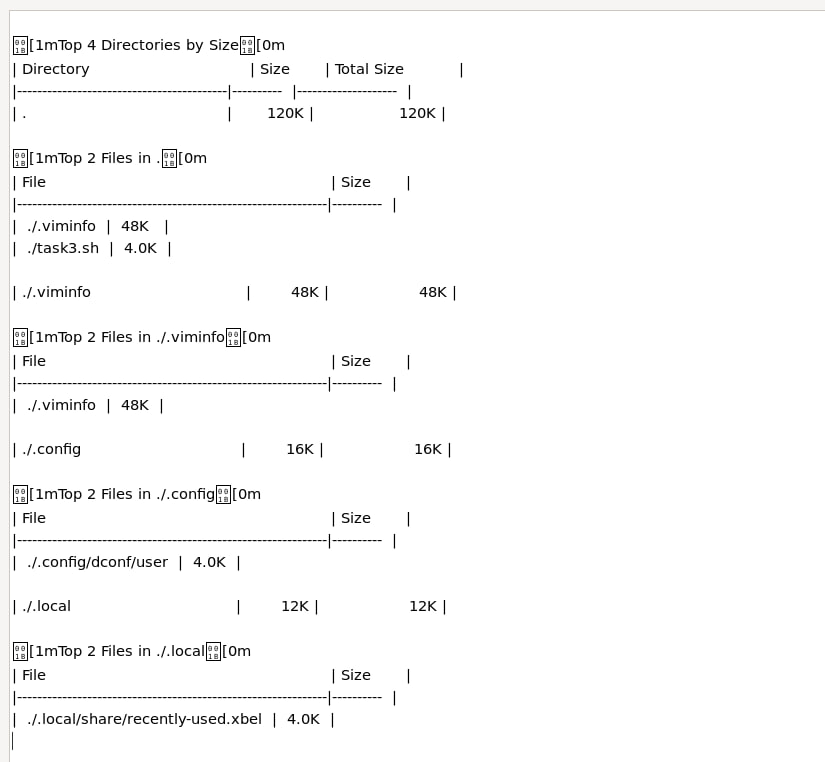 [1mTop 4 Directories by Size[0m
| Directory | Size | Total Size |
|------------------------------------------|---------- |-------------------- |
| . | 120K | 120K |
[1mTop 2 Files in .[0m
| File | Size |
|--------------------------------------------------------------|---------- |
| ./.viminfo | 48K |
| ./task3.sh | 4.0K |
| ./.viminfo | 48K | 48K |
[1mTop 2 Files in ./.viminfo[0m
| File | Size |
|--------------------------------------------------------------|---------- |
| ./.viminfo | 48K |
| ./.config | 16K | 16K |
[1mTop 2 Files in ./.config[0m
| File | Size |
|--------------------------------------------------------------|---------- |
| ./.config/dconf/user | 4.0K |
| ./.local | 12K | 12K |
[1mTop 2 Files in ./.local[0m
| File | Size |
|--------------------------------------------------------------|---------- |
| ./.local/share/recently-used.xbel | 4.0K |